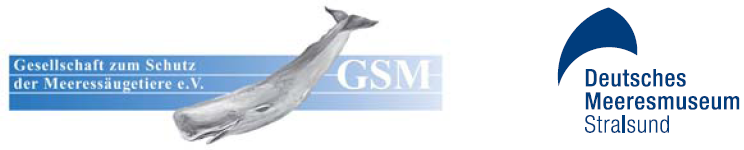 Gesellschaft zum Schutz
der Meeressäugetiere e.V.
GSM
Deutsches
Meeresmuseum
Stralsund